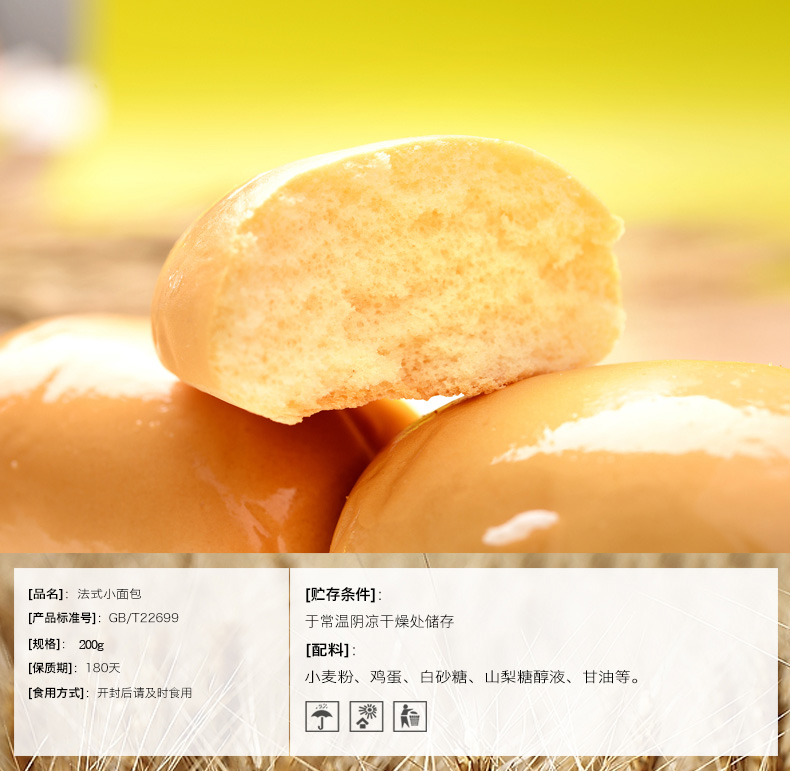 [品名]：法式小面包
[产品标准号]：GB/T22699
[规格]：200g
[保质期]：180天
[食用方式]：开封后请及时食用
[贮存条件]：
于常温阴凉干燥处储存
[配料]：
小麦粉、鸡蛋、白砂糖、山梨糖醇液、甘油等。